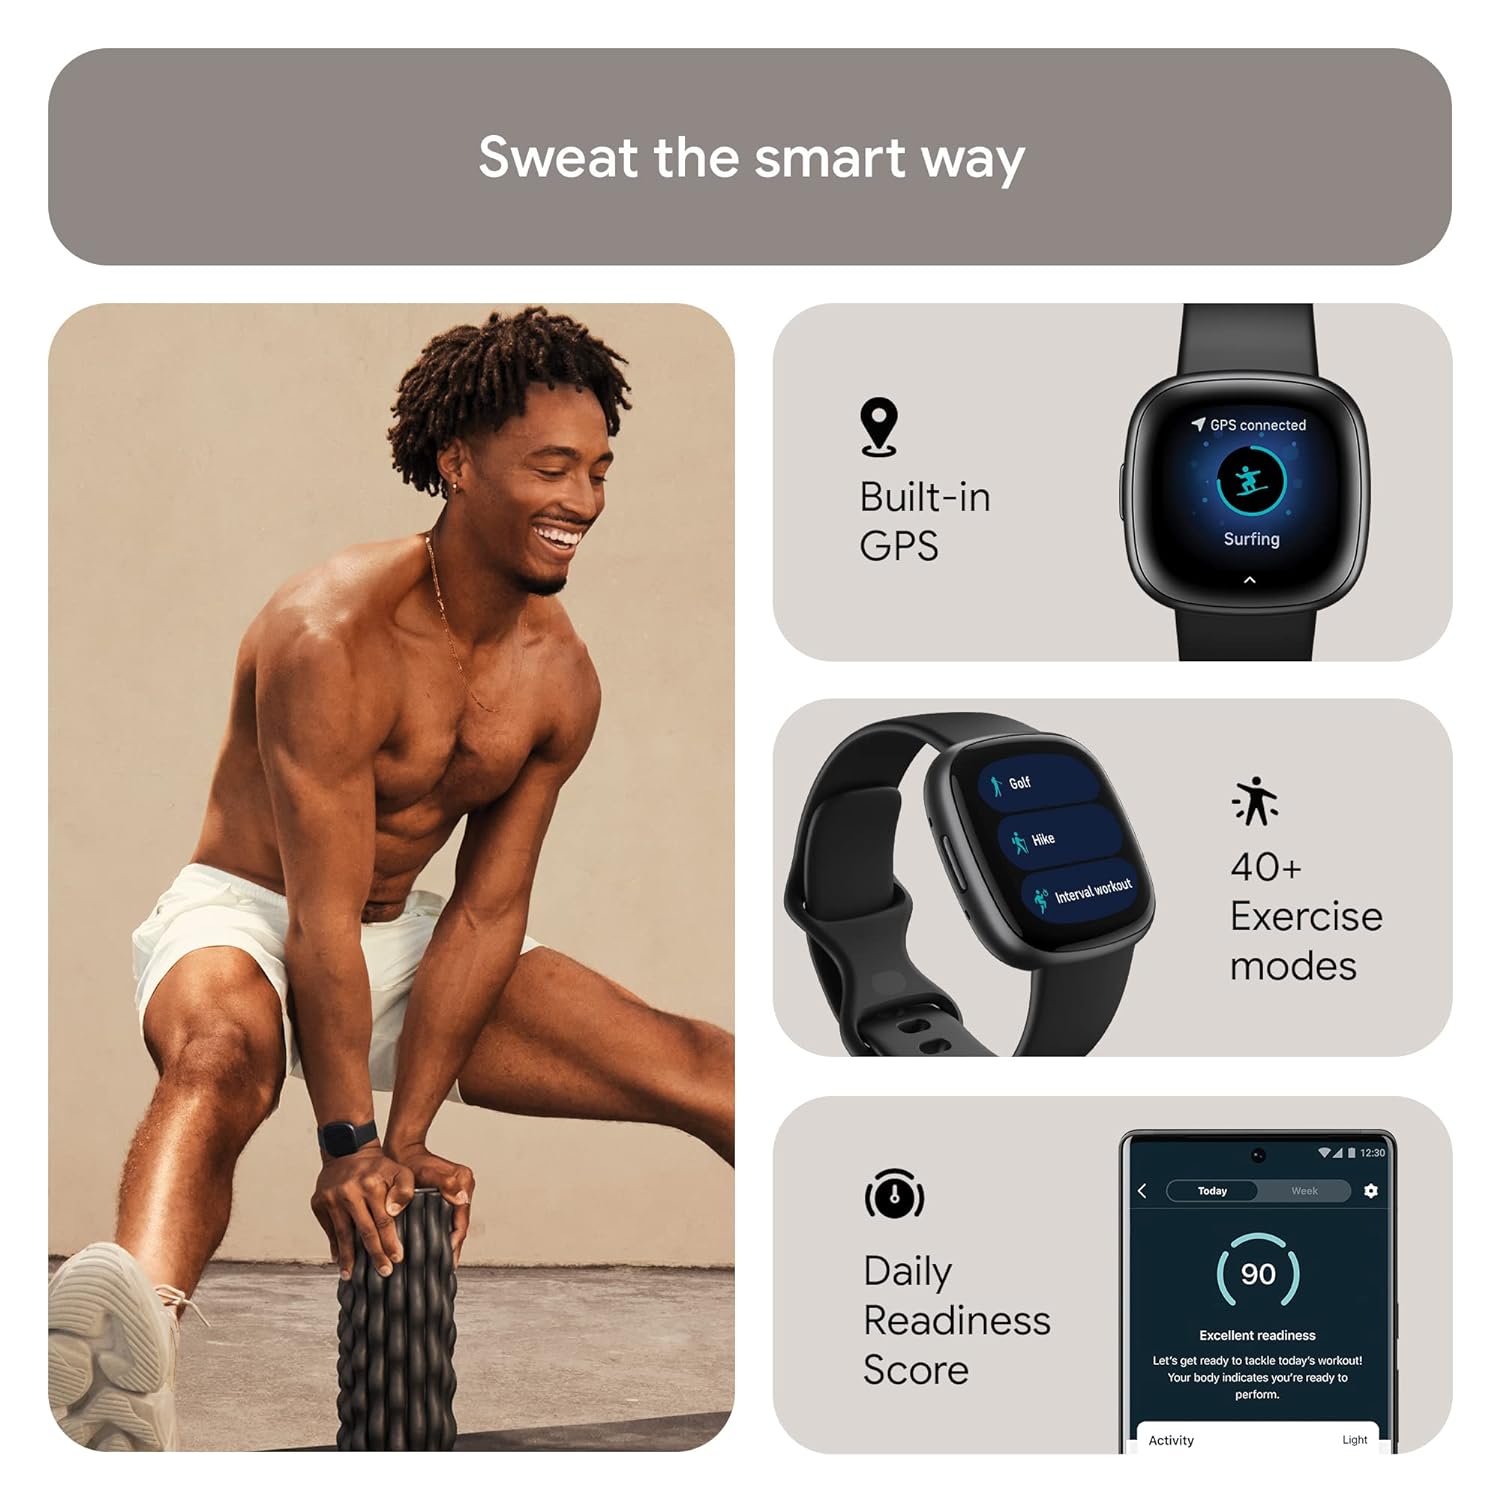 Sweat the smart way
Built-in
GPS
GPS connected
Surfing
Golf
Hike
Interval workout
40+
Exercise
modes
Daily
Readiness
Score
12:30
Today
Week
90
Excellent readiness
Let's get ready to tackle today's workout!
Your body indicates you're ready to
perform.
Activity
Light